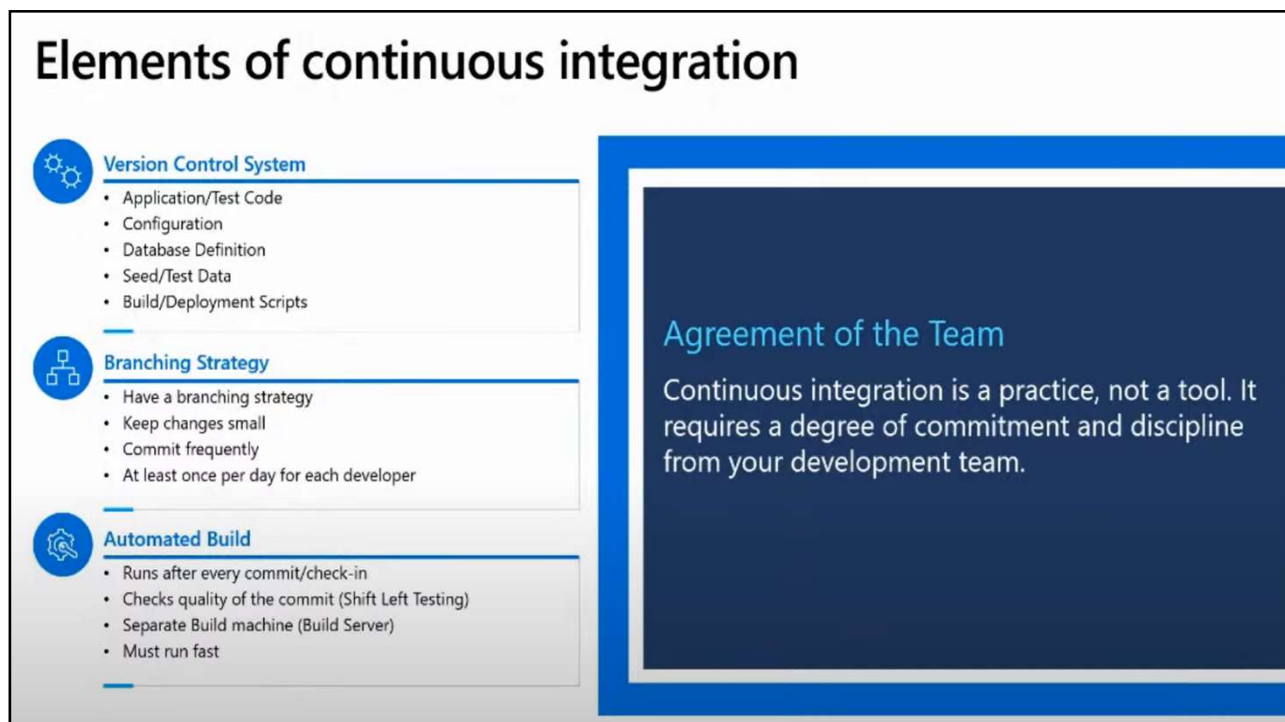 Elements of continuous integration
Version Control System
• Application/Test Code
• Configuration
• Database Definition
• Seed/Test Data
• Build/Deployment Scripts
Branching Strategy
• Have a branching strategy
• Keep changes small
• Commit frequently
• At least once per day for each developer
Automated Build
• Runs after every commit/check-in
• Checks quality of the commit (Shift Left Testing)
• Separate Build machine (Build Server)
• Must run fast
Agreement of the Team
Continuous integration is a practice, not a tool. It
requires a degree of commitment and discipline
from your development team.